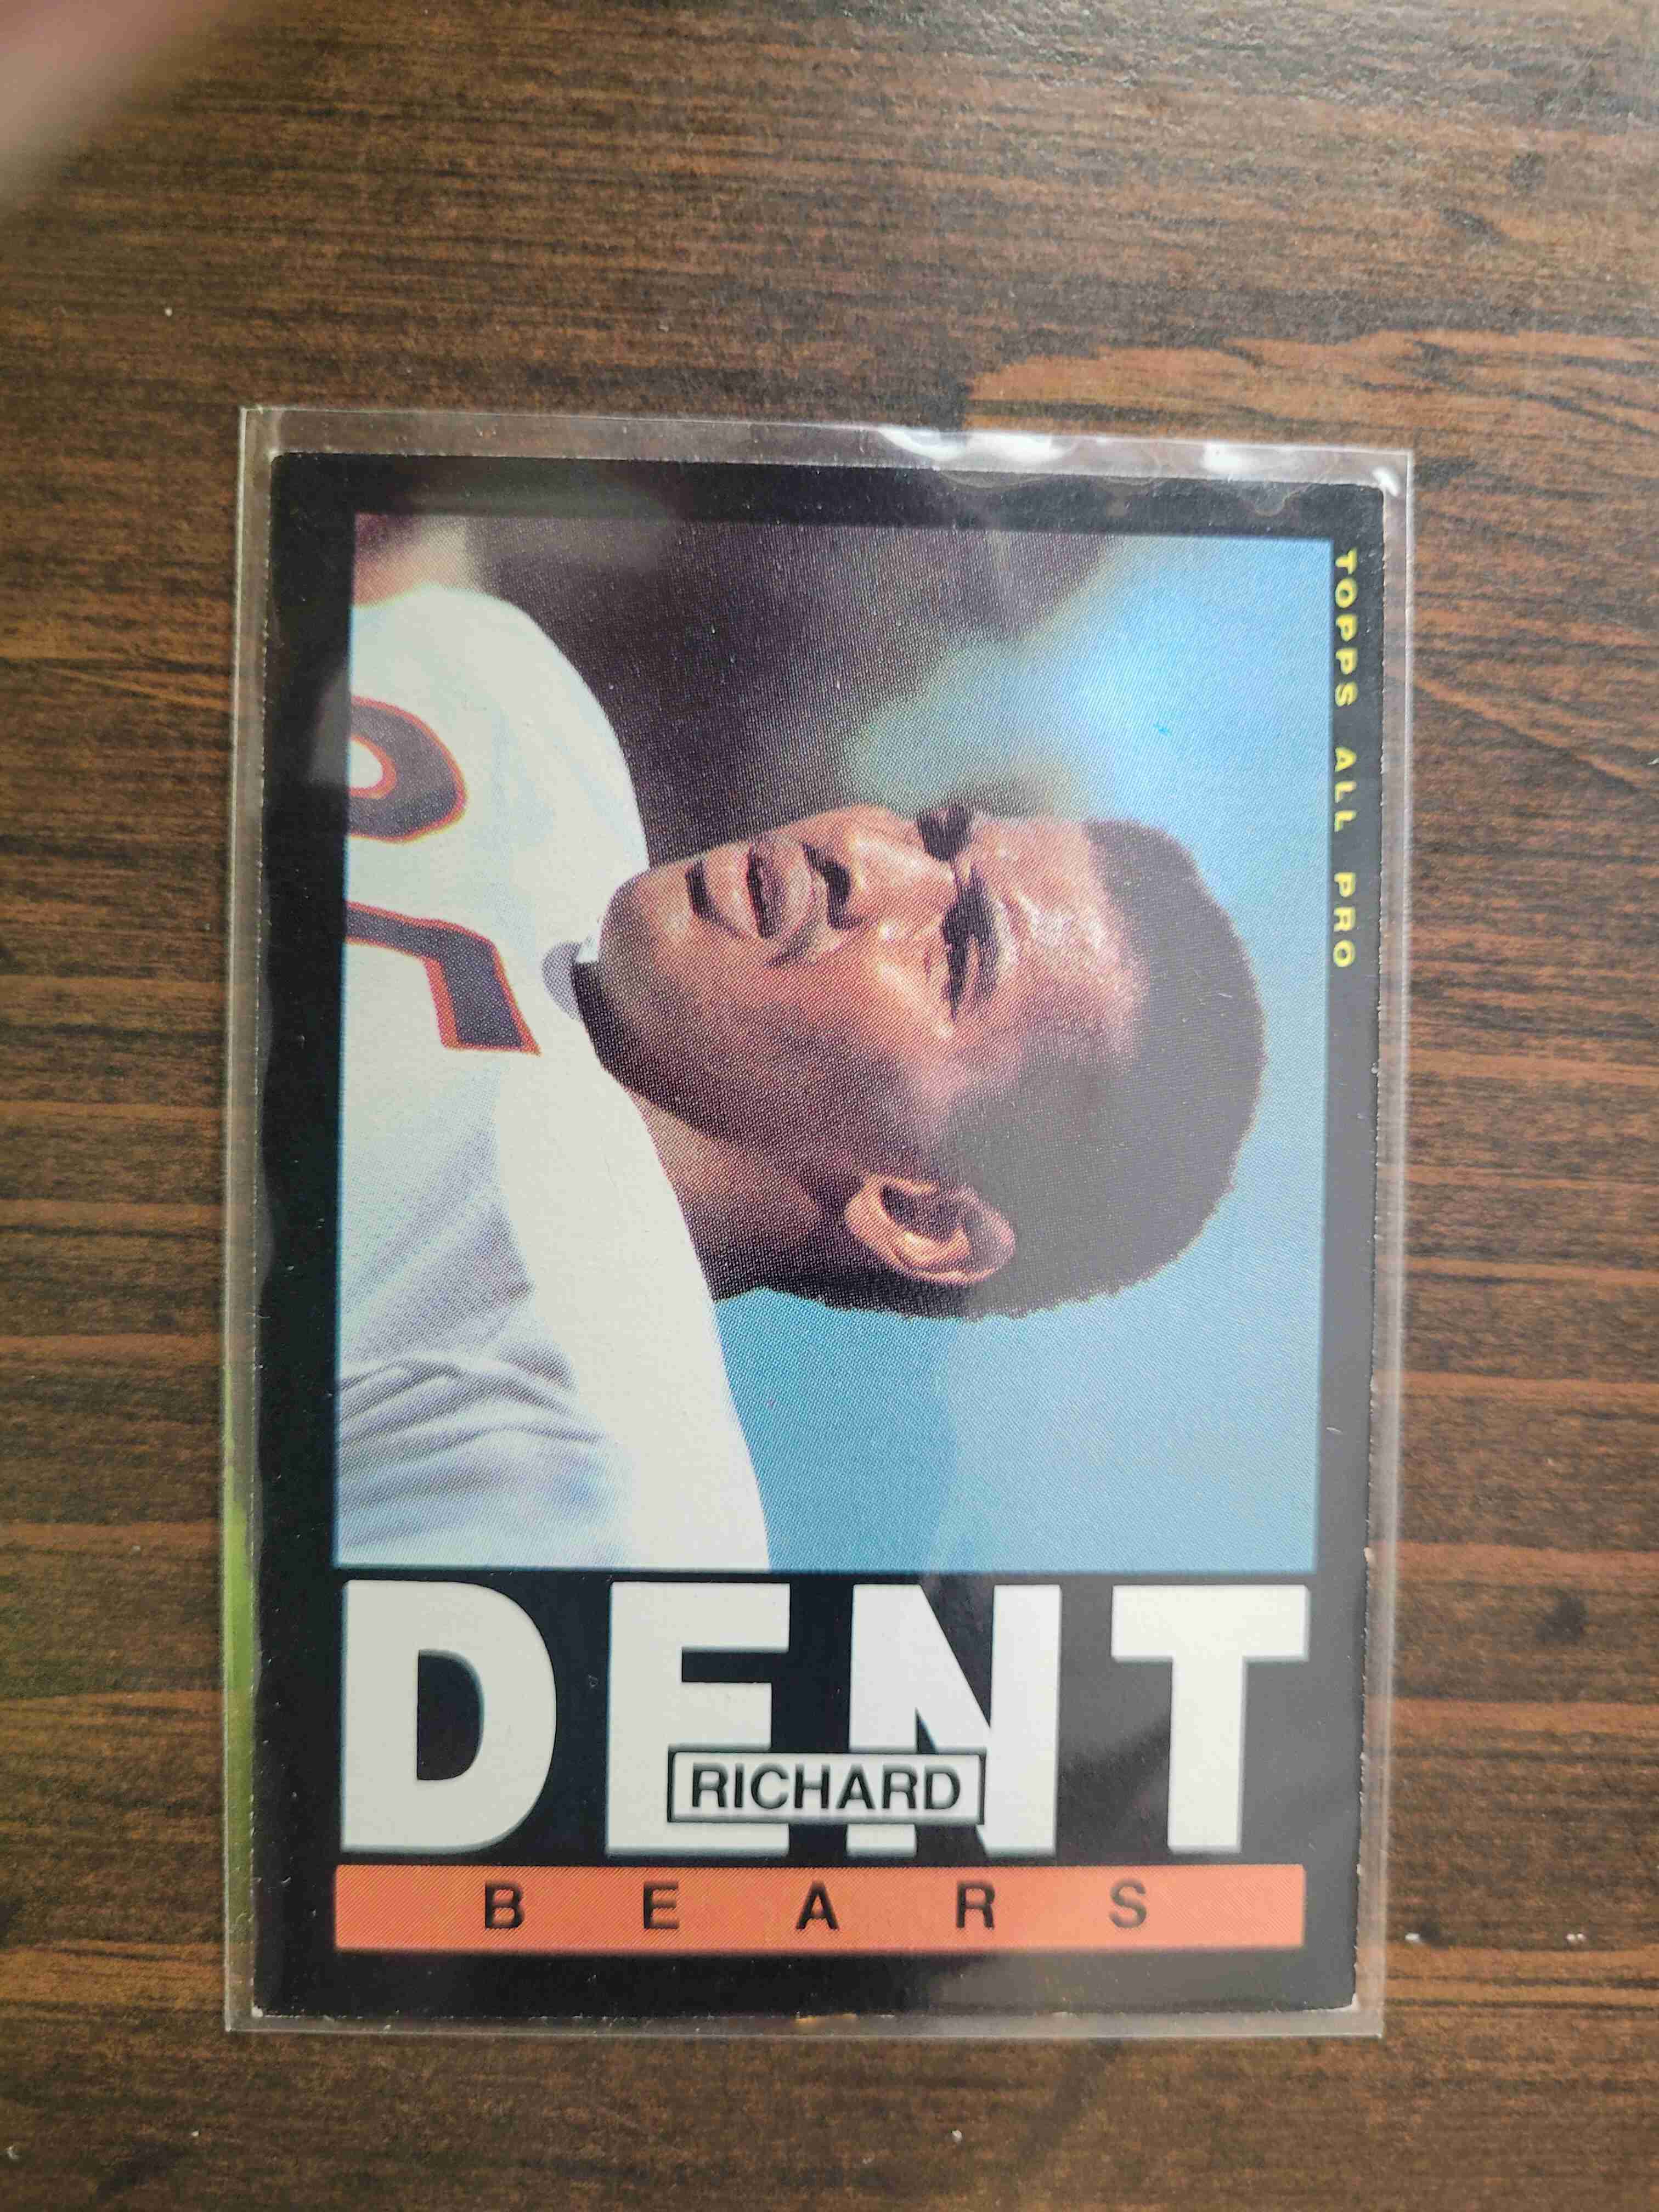 TOPPS ALL PRO
DENT
RICHARD
BEARS